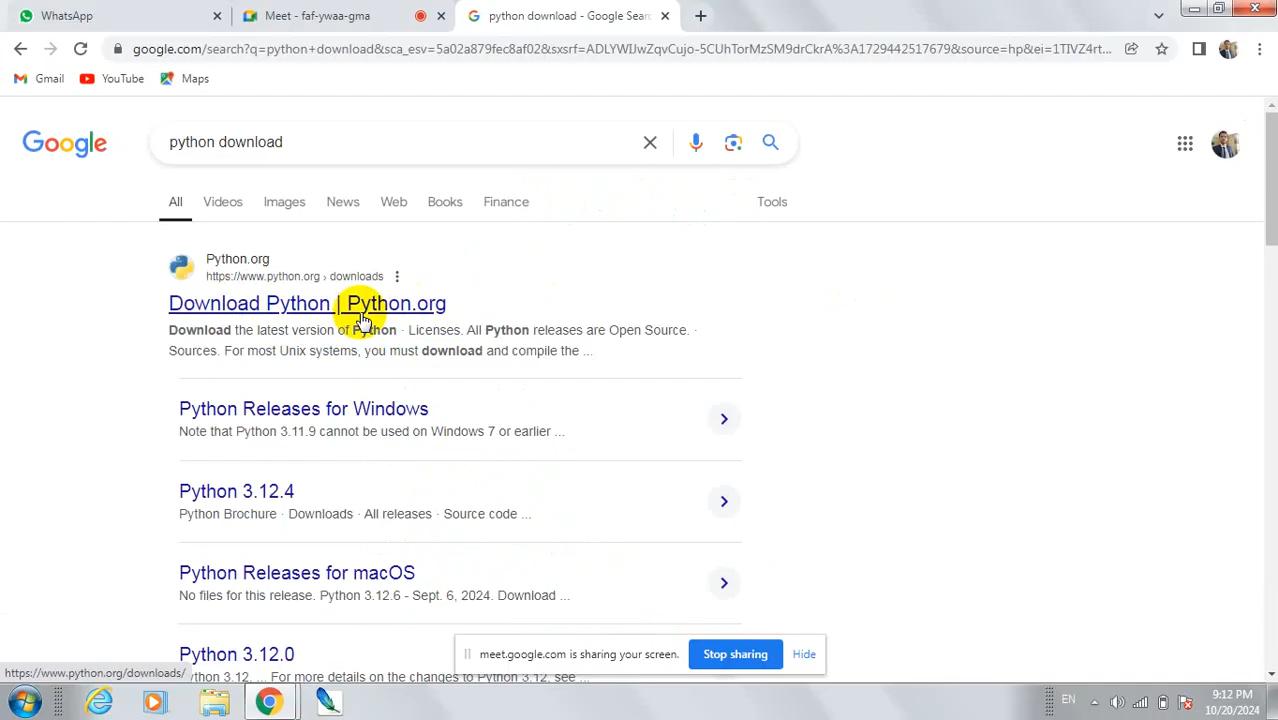 WhatsApp
Meet - faf-ywaa-gma
python download - Google Sear
google.com/search?q=python+download&sca_esv=5a02a879fec8af02&sxsrf=ADLYWIJwZqvCujo-5CUhTorMzSM9drCkrA%3A1729442517679&source=hp&ei=1TIVZ4rt...
Gmail
YouTube
Maps
Google
python download
All
Videos
Images
News
Web
Books
Finance
Tools
Python.org
https://www.python.org › downloads
Download Python | Python.org
Download the latest version of Python · Licenses. All Python releases are Open Source. ·
Sources. For most Unix systems, you must download and compile the ...
Python Releases for Windows
Note that Python 3.11.9 cannot be used on Windows 7 or earlier ...
Python 3.12.4
Python Brochure · Downloads · All releases · Source code ...
Python Releases for macOS
No files for this release. Python 3.12.6 - Sept. 6, 2024. Download ...
Python 3.12.0
ython 3.12, ... For more details on the changes to Python 3.12, see ...
meet.google.com is sharing your screen.
Stop sharing
Hide
https://www.python.org/downloads/
EN
9:12 PM
10/20/2024